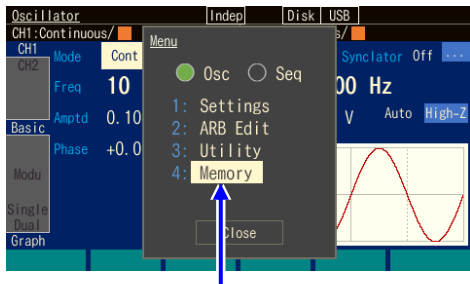 Oscillator Indep Disk USB
CH1:Continuous/ s/
CH1 Mode Cont Synclator Off ...
CH2
Freq 10 00 Hz
Amptd 0.10 V Auto High-Z
Basic
Phase +0.0
Modu
Single
Dual
Graph
Menu
Osc Seq
1: Settings
2: ARB Edit
3: Utility
4: Memory
Close